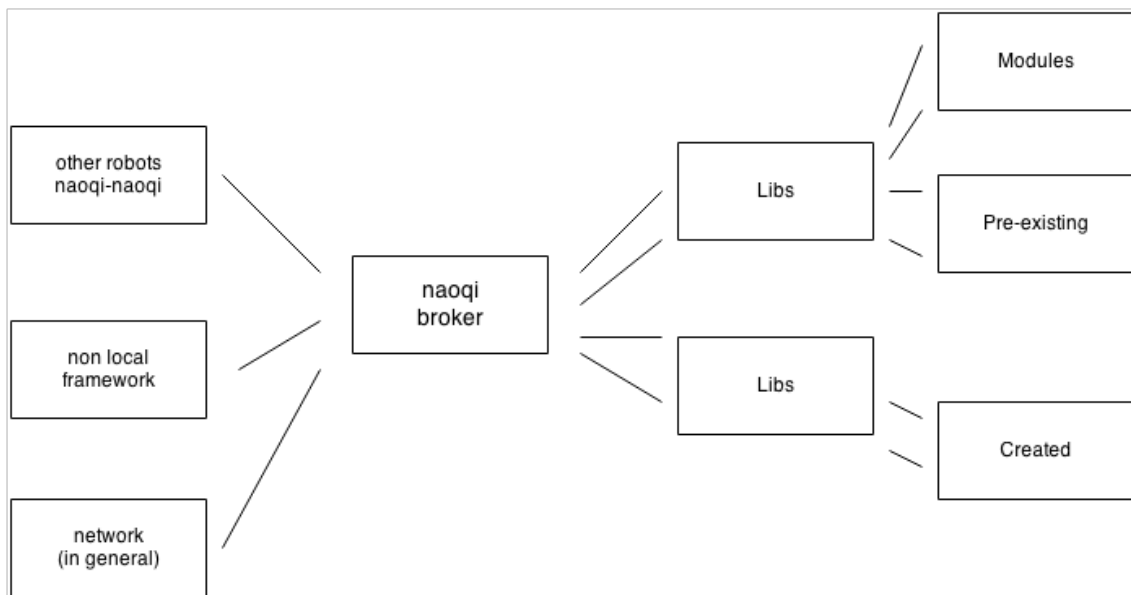 other robots
naoqi-naoqi
non local
framework
network
(in general)
naoqi
broker
Libs
Libs
Modules
Pre-existing
Created